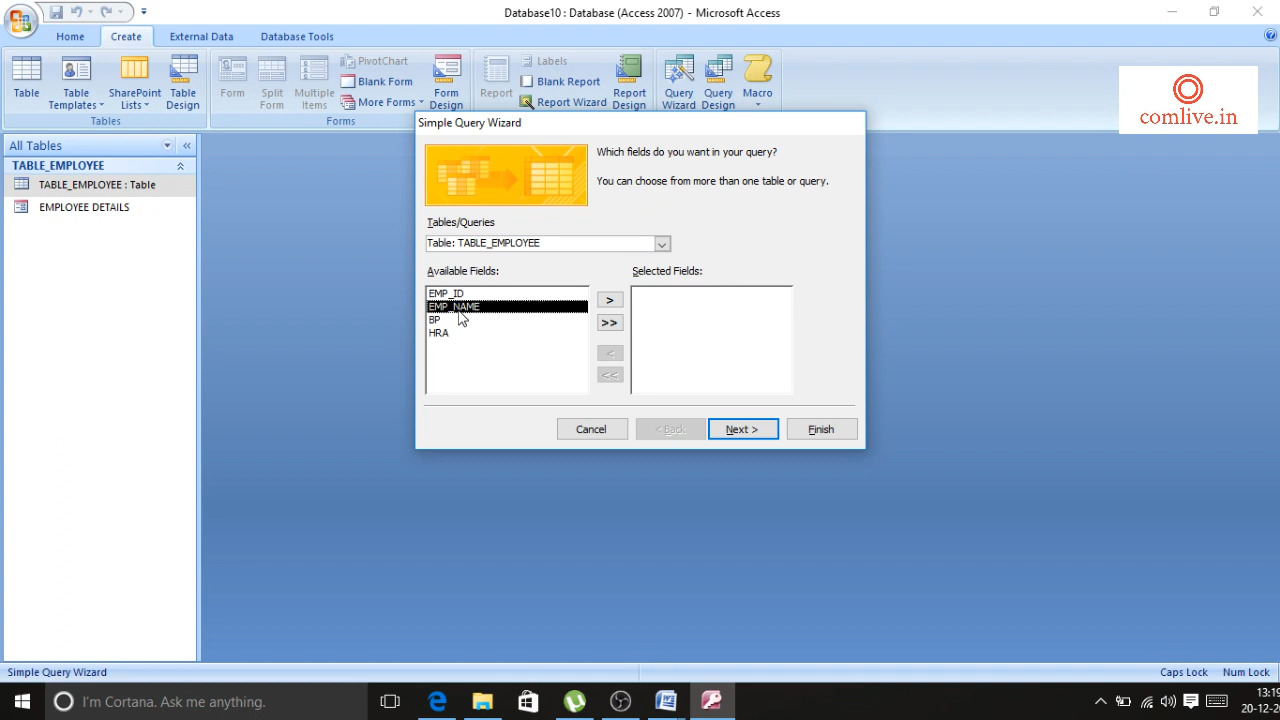 Database10 : Database (Access 2007) - Microsoft Access
Home
Create
External Data
Database Tools
Table
Table Templates
SharePoint Lists
Table Design
Tables
Form
Split Form
Multiple Items
PivotChart
Blank Form
More Forms
Form Design
Forms
Report
Labels
Blank Report
Report Wizard
Report Design
Query Wizard
Query Design
Macro
comlive.in
All Tables
TABLE_EMPLOYEE
TABLE_EMPLOYEE : Table
EMPLOYEE DETAILS
Simple Query Wizard
Which fields do you want in your query?
You can choose from more than one table or query.
Tables/Queries
Table: TABLE_EMPLOYEE
Available Fields:
Selected Fields:
EMP_ID
EMP_NAME
BP
HRA
>
>>
<
<<
Cancel
< Back
Next >
Finish
Simple Query Wizard
Caps Lock
Num Lock
I'm Cortana. Ask me anything.
13:19
20-12-20